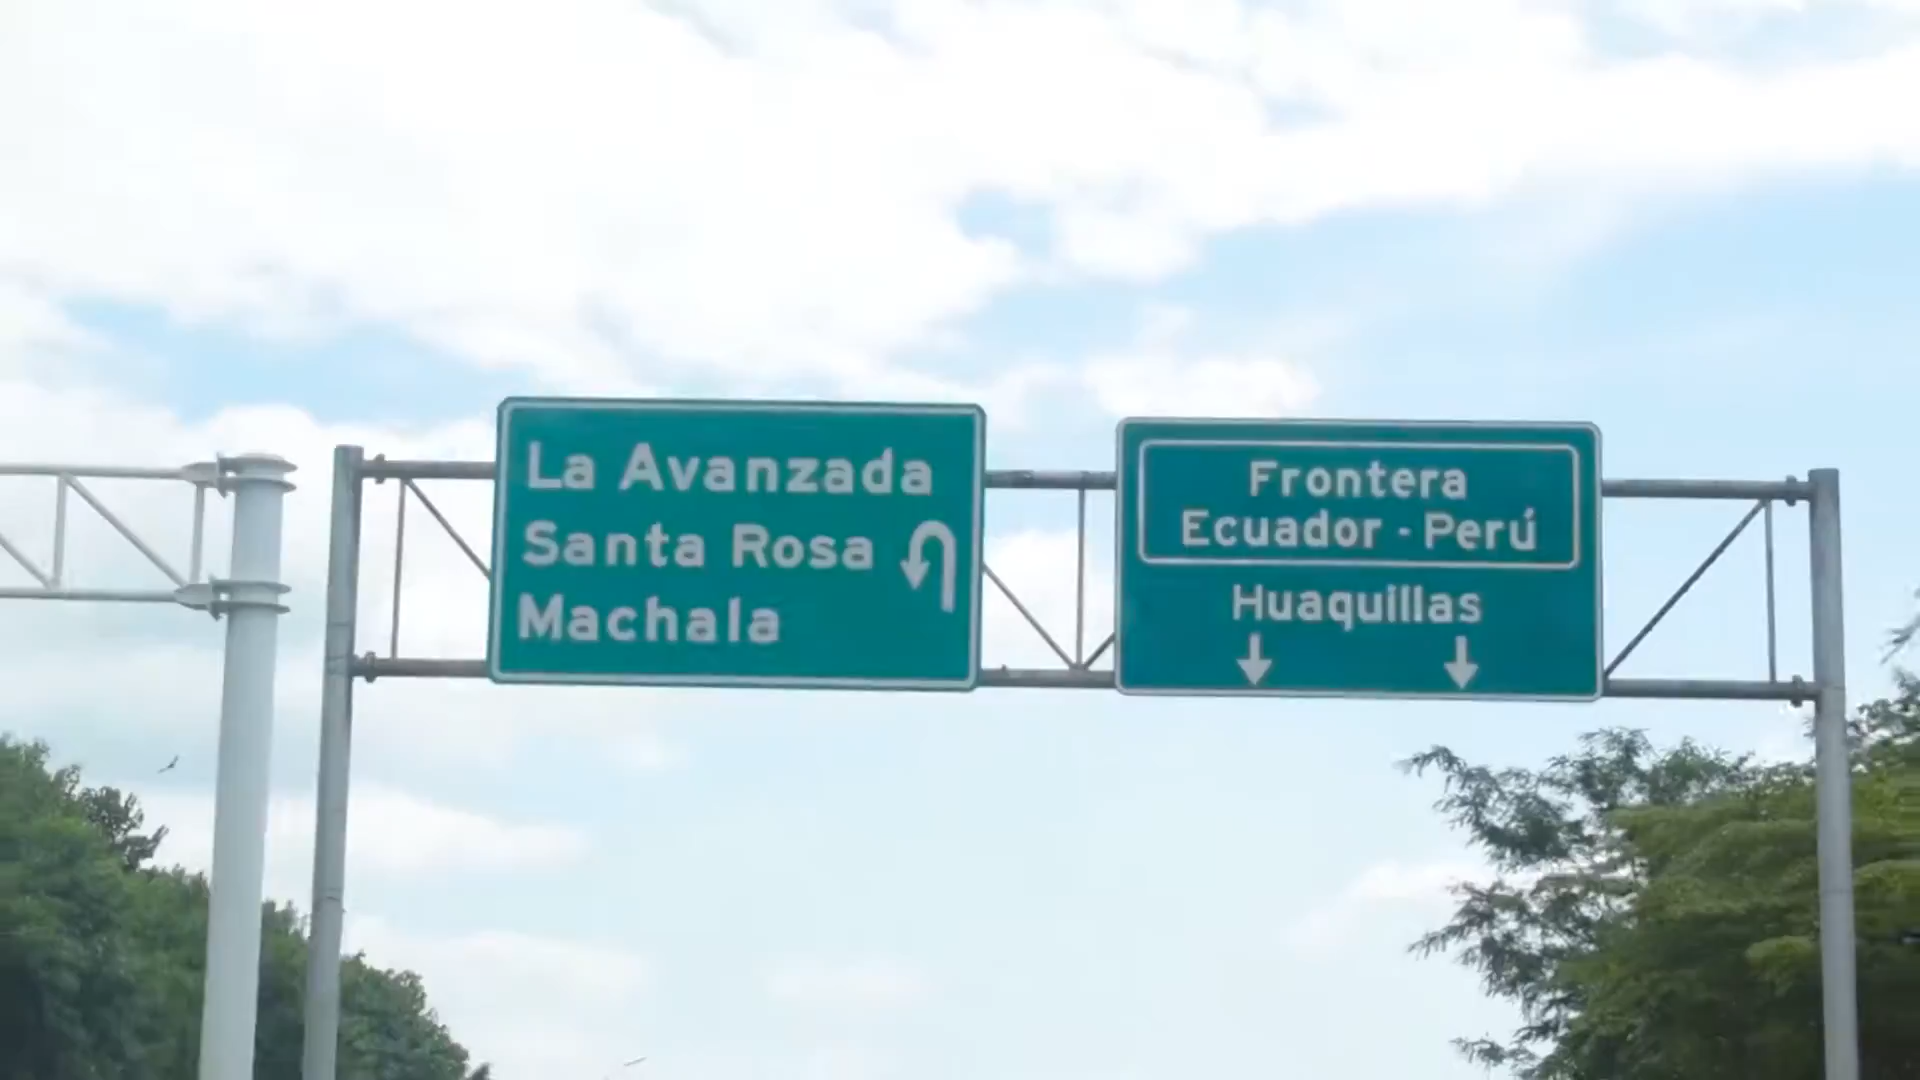 La Avanzada
Santa Rosa
Machala
Frontera
Ecuador - Perú
Huaquillas